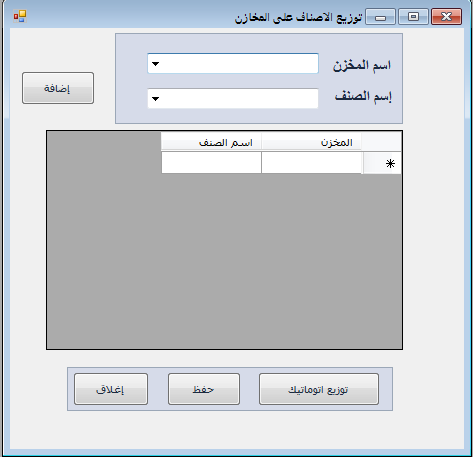 توزيع الاصناف على المخازن
اسم المخزن
إسم الصنف
إضافة
المخزن اسم الصنف
توزيع اتوماتيك حفظ إغلاق